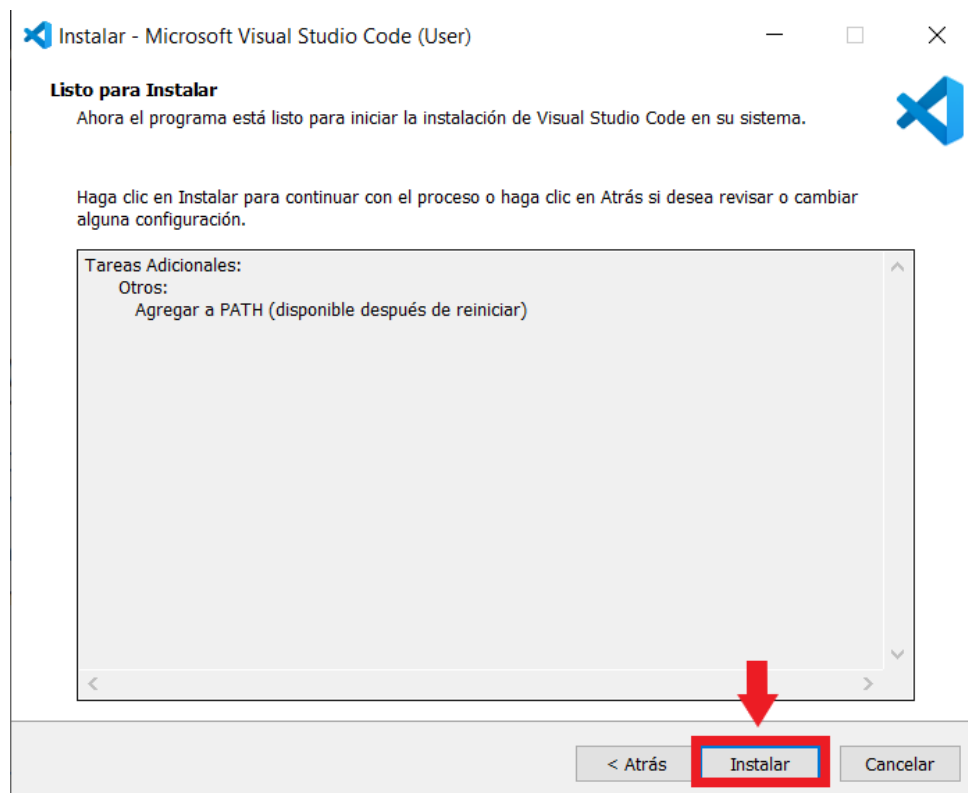 Instalar - Microsoft Visual Studio Code (User)
Listo para Instalar
Ahora el programa está listo para iniciar la instalación de Visual Studio Code en su sistema.
Haga clic en Instalar para continuar con el proceso o haga clic en Atrás si desea revisar o cambiar
alguna configuración.
Tareas Adicionales:
Otros:
Agregar a PATH (disponible después de reiniciar)
< Atrás
Instalar
Cancelar